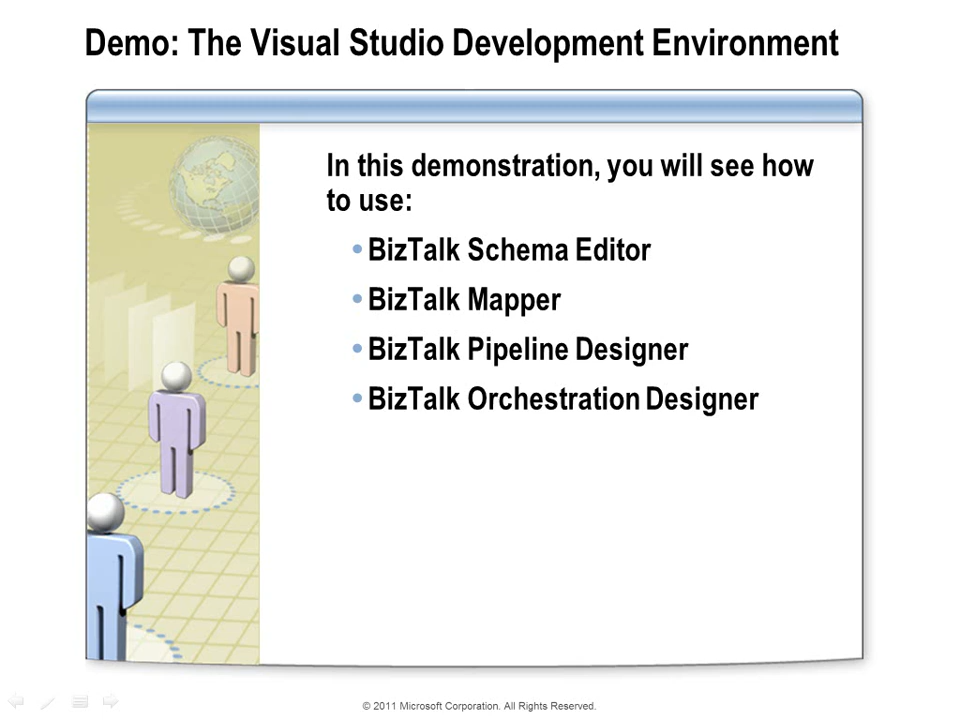 Demo: The Visual Studio Development Environment
In this demonstration, you will see how
to use:
• BizTalk Schema Editor
• BizTalk Mapper
• BizTalk Pipeline Designer
• BizTalk Orchestration Designer
© 2011 Microsoft Corporation. All Rights Reserved.